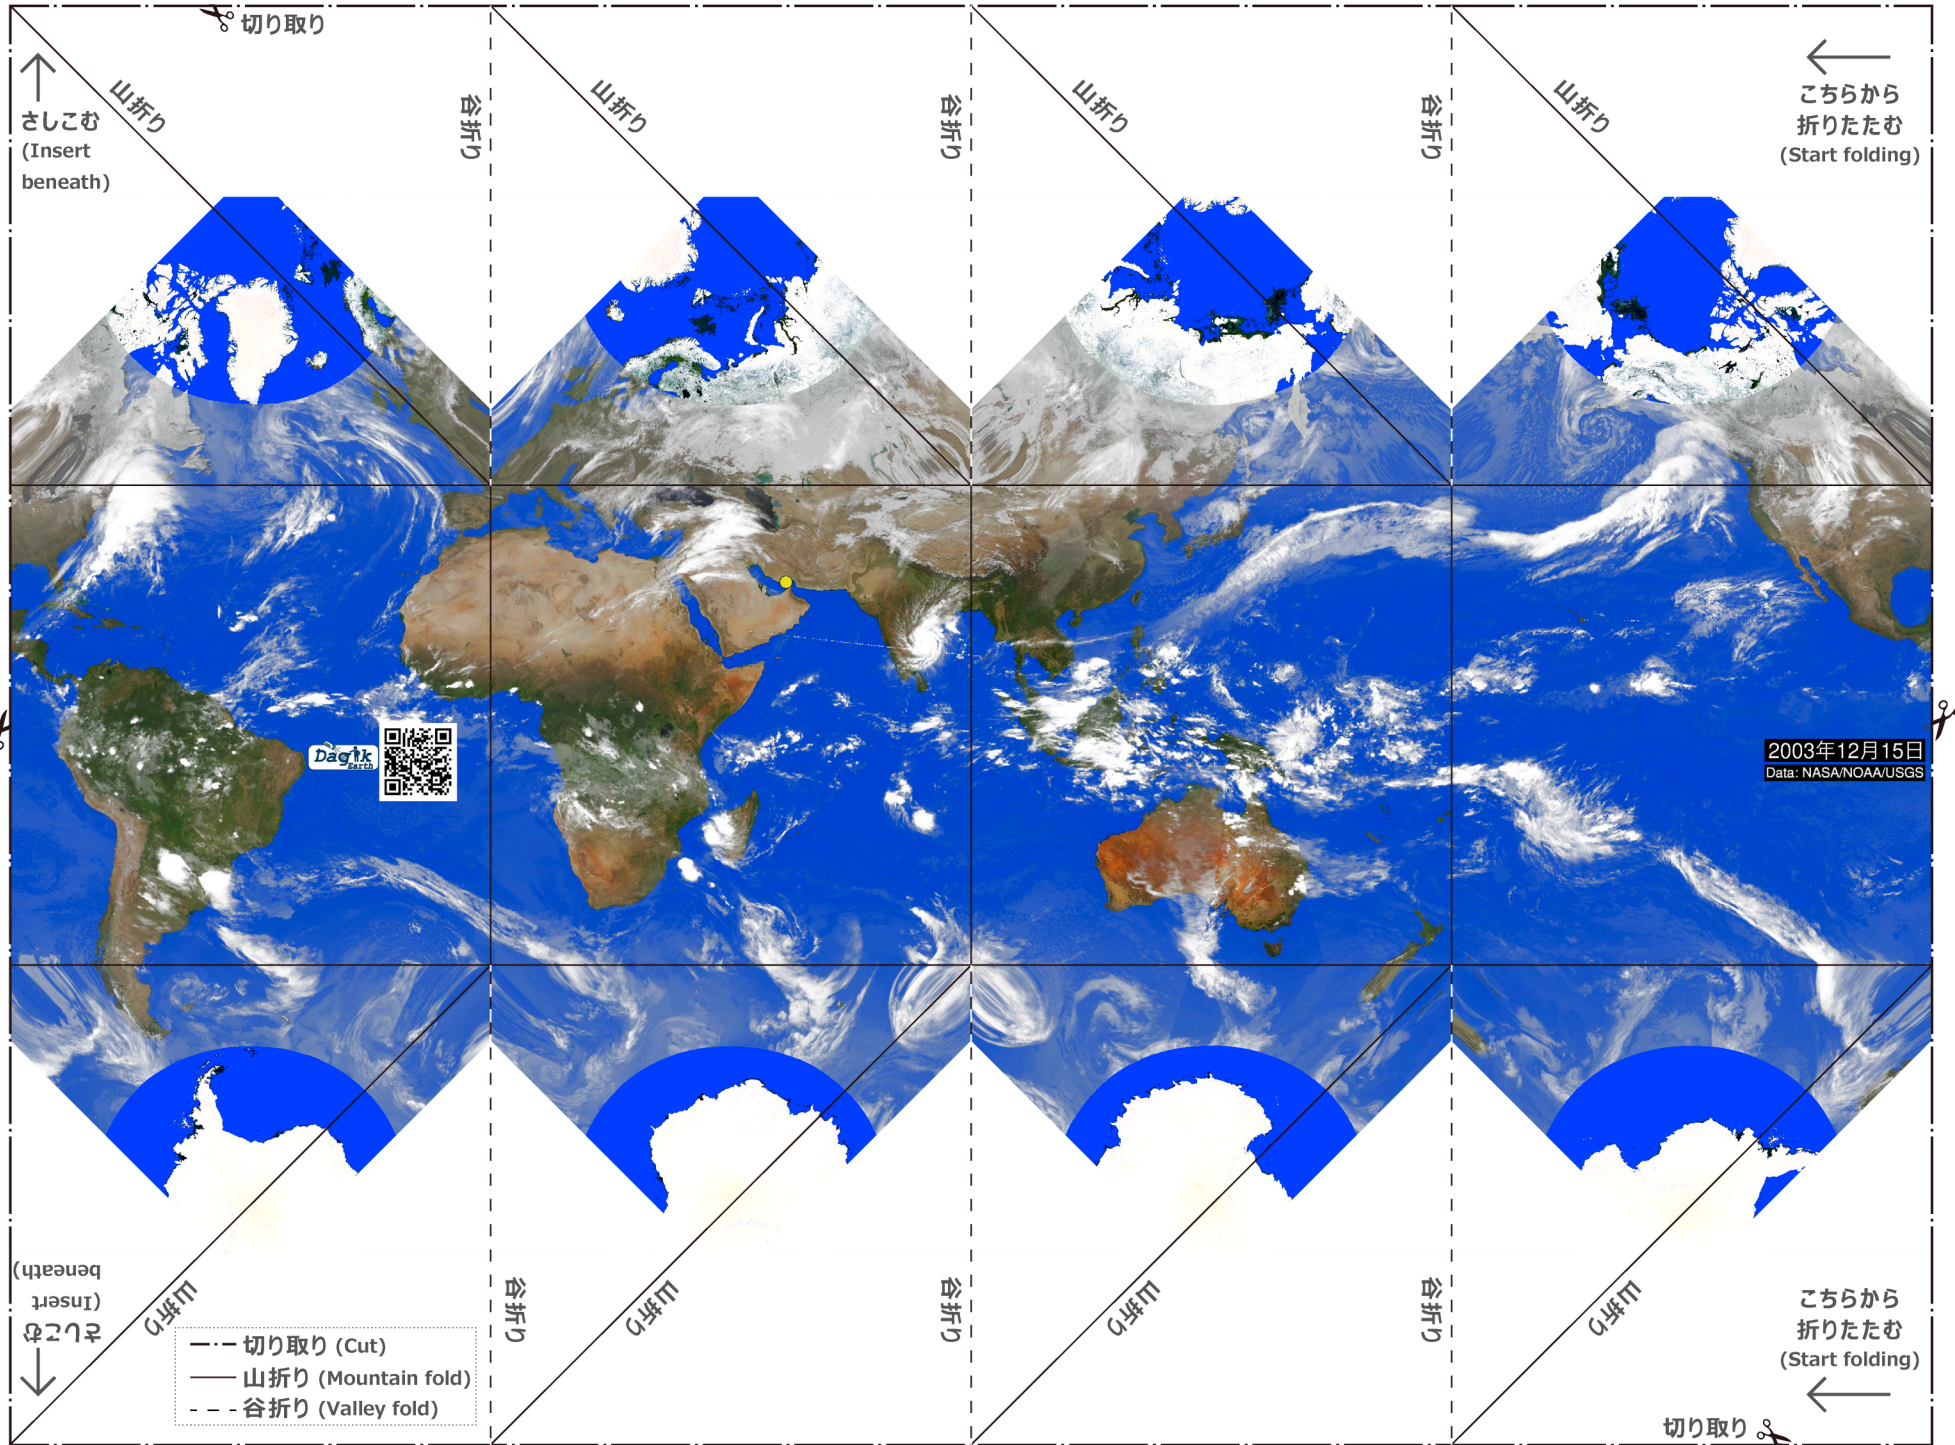 切り取り
さしこむ
(Insert
beneath)
山折り
谷折り
山折り
谷折り
山折り
谷折り
山折り
こちらから
折りたたむ
(Start folding)
Dagik
Earth
2003年12月15日
Data: NASA/NOAA/USGS
さしこむ
(Insert
beneath)
山折り
谷折り
山折り
谷折り
山折り
谷折り
山折り
こちらから
折りたたむ
(Start folding)
切り取り (Cut)
山折り (Mountain fold)
谷折り (Valley fold)
切り取り